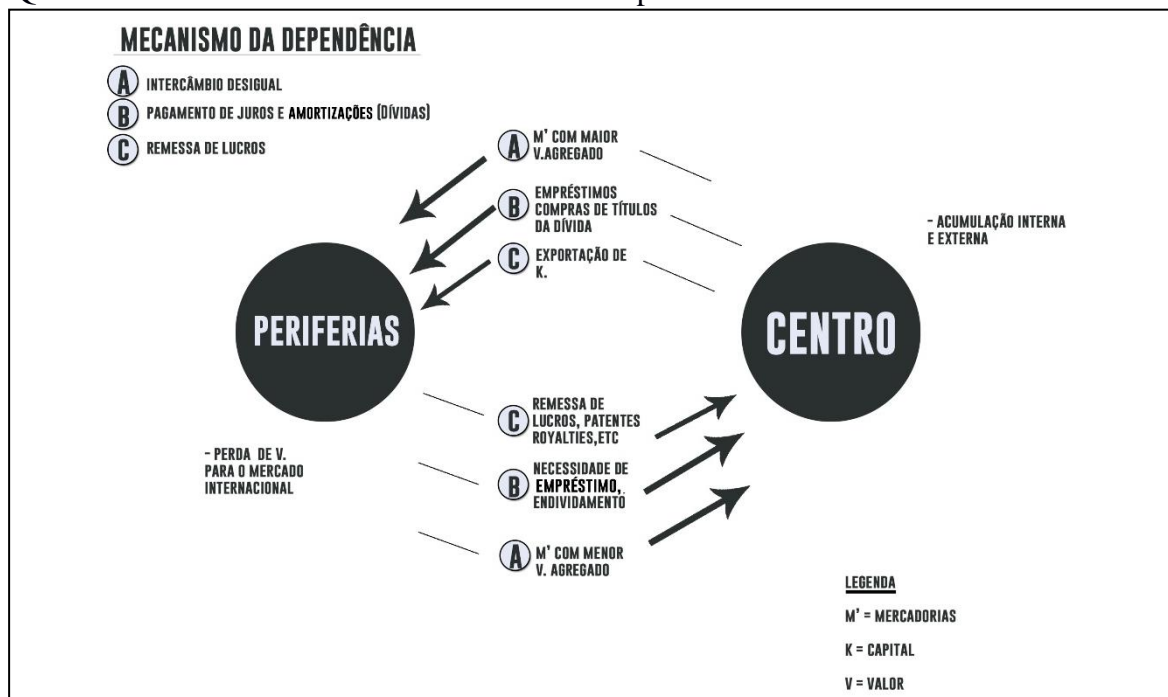 MECANISMO DA DEPENDÊNCIA
A INTERCÂMBIO DESIGUAL
B PAGAMENTO DE JUROS E AMORTIZAÇÕES (DÍVIDAS)
C REMESSA DE LUCROS
A M' COM MAIOR
V.AGREGADO
B EMPRÉSTIMOS
COMPRAS DE TÍTULOS
DA DÍVIDA
C EXPORTAÇÃO DE
K.
- ACUMULAÇÃO INTERNA
E EXTERNA
PERIFERIAS
CENTRO
- PERDA DE V.
PARA O MERCADO
INTERNACIONAL
C REMESSA DE
LUCROS, PATENTES
ROYALTIES,ETC
B NECESSIDADE DE
EMPRÉSTIMO,
ENDIVIDAMENTO
A M' COM MENOR
V. AGREGADO
LEGENDA
M' = MERCADORIAS
K = CAPITAL
V = VALOR